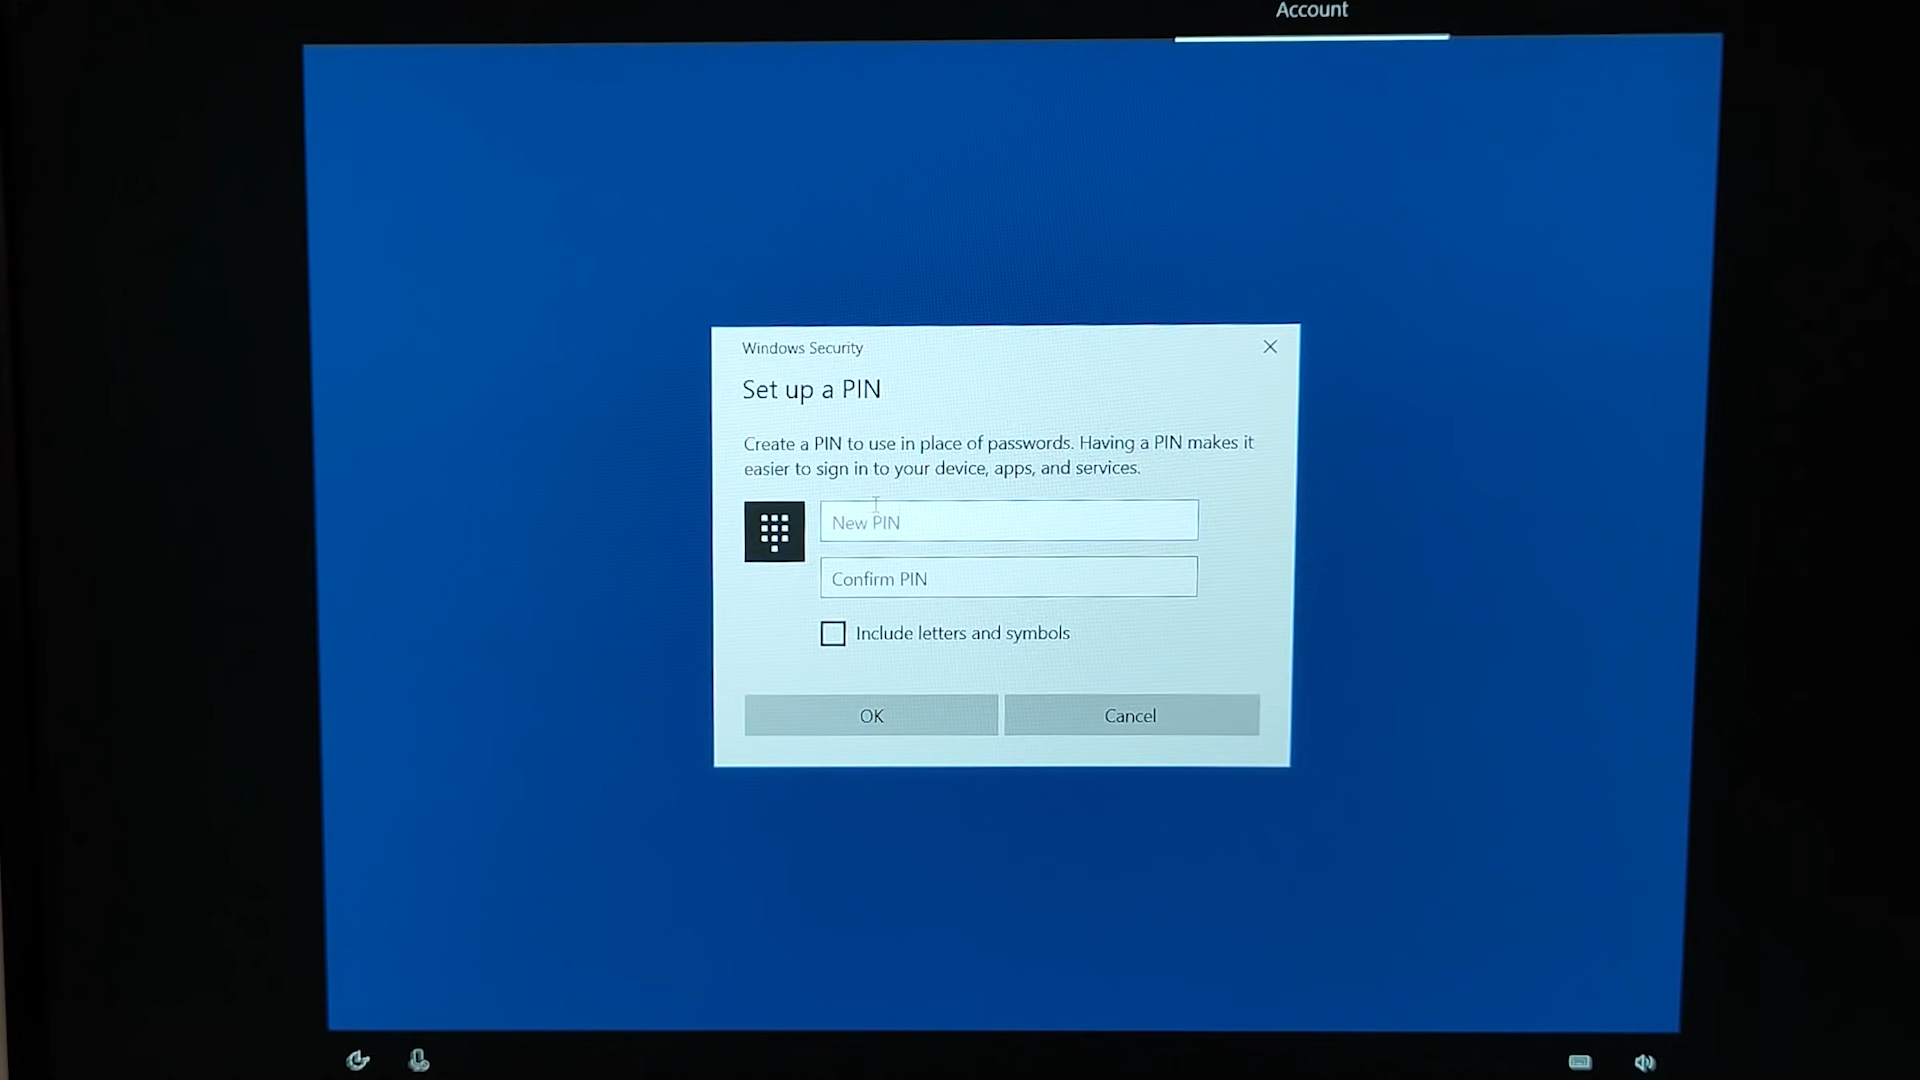 Account
Windows Security
Set up a PIN
Create a PIN to use in place of passwords. Having a PIN makes it
easier to sign in to your device, apps, and services.
New PIN
Confirm PIN
Include letters and symbols
OK
Cancel